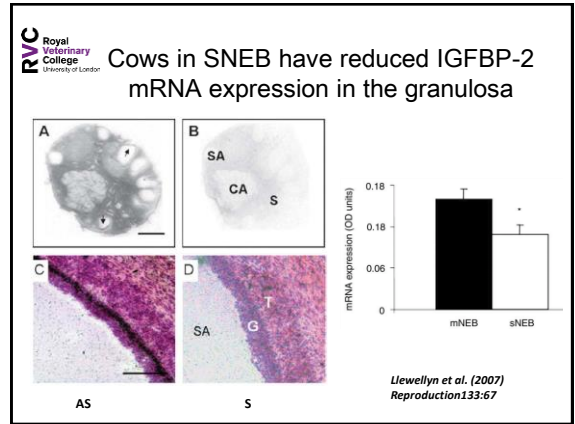 RVC
Royal
Veterinary
College
University of London
Cows in SNEB have reduced IGFBP-2
mRNA expression in the granulosa
A
B
SA
CA
S
C
D
T
G
SA
AS
S
mRNA expression (OD units)
0.18
0.18
0.06
0
*
mNEB
sNEB
Llewellyn et al. (2007)
Reproduction133:67